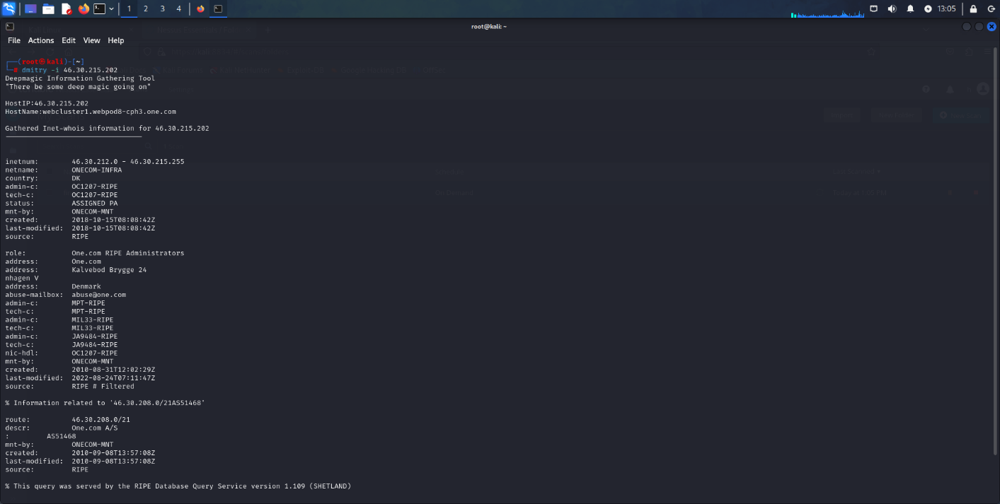 1 2 3 4 13:05
root@kali: ~
File Actions Edit View Help
┌──(root㉿kali)-[~]
└─# dmitry -i 46.30.215.202
Deepmagic Information Gathering Tool
"There be some deep magic going on"
HostIP:46.30.215.202
HostName:webcluster1.webpod8-cph3.one.com
Gathered Inet-whois information for 46.30.215.202
---------------------------------
inetnum: 46.30.212.0 - 46.30.215.255
netname: ONECOM-INFRA
country: DK
admin-c: OC1207-RIPE
tech-c: OC1207-RIPE
status: ASSIGNED PA
mnt-by: ONECOM-MNT
created: 2018-10-15T08:08:42Z
last-modified: 2018-10-15T08:08:42Z
source: RIPE
role: One.com RIPE Administrators
address: One.com
address: Kalvebod Brygge 24
nhagen V
address: Denmark
abuse-mailbox: abuse@one.com
admin-c: MPT-RIPE
tech-c: MPT-RIPE
admin-c: MIL33-RIPE
tech-c: MIL33-RIPE
admin-c: JA9484-RIPE
tech-c: JA9484-RIPE
nic-hdl: OC1207-RIPE
mnt-by: ONECOM-MNT
created: 2010-08-31T12:02:29Z
last-modified: 2022-08-24T07:11:47Z
source: RIPE # Filtered
% Information related to '46.30.208.0/21AS51468'
route: 46.30.208.0/21
descr: One.com A/S
: AS51468
mnt-by: ONECOM-MNT
created: 2010-09-08T13:57:08Z
last-modified: 2010-09-08T13:57:08Z
source: RIPE
% This query was served by the RIPE Database Query Service version 1.109 (SHETLAND)